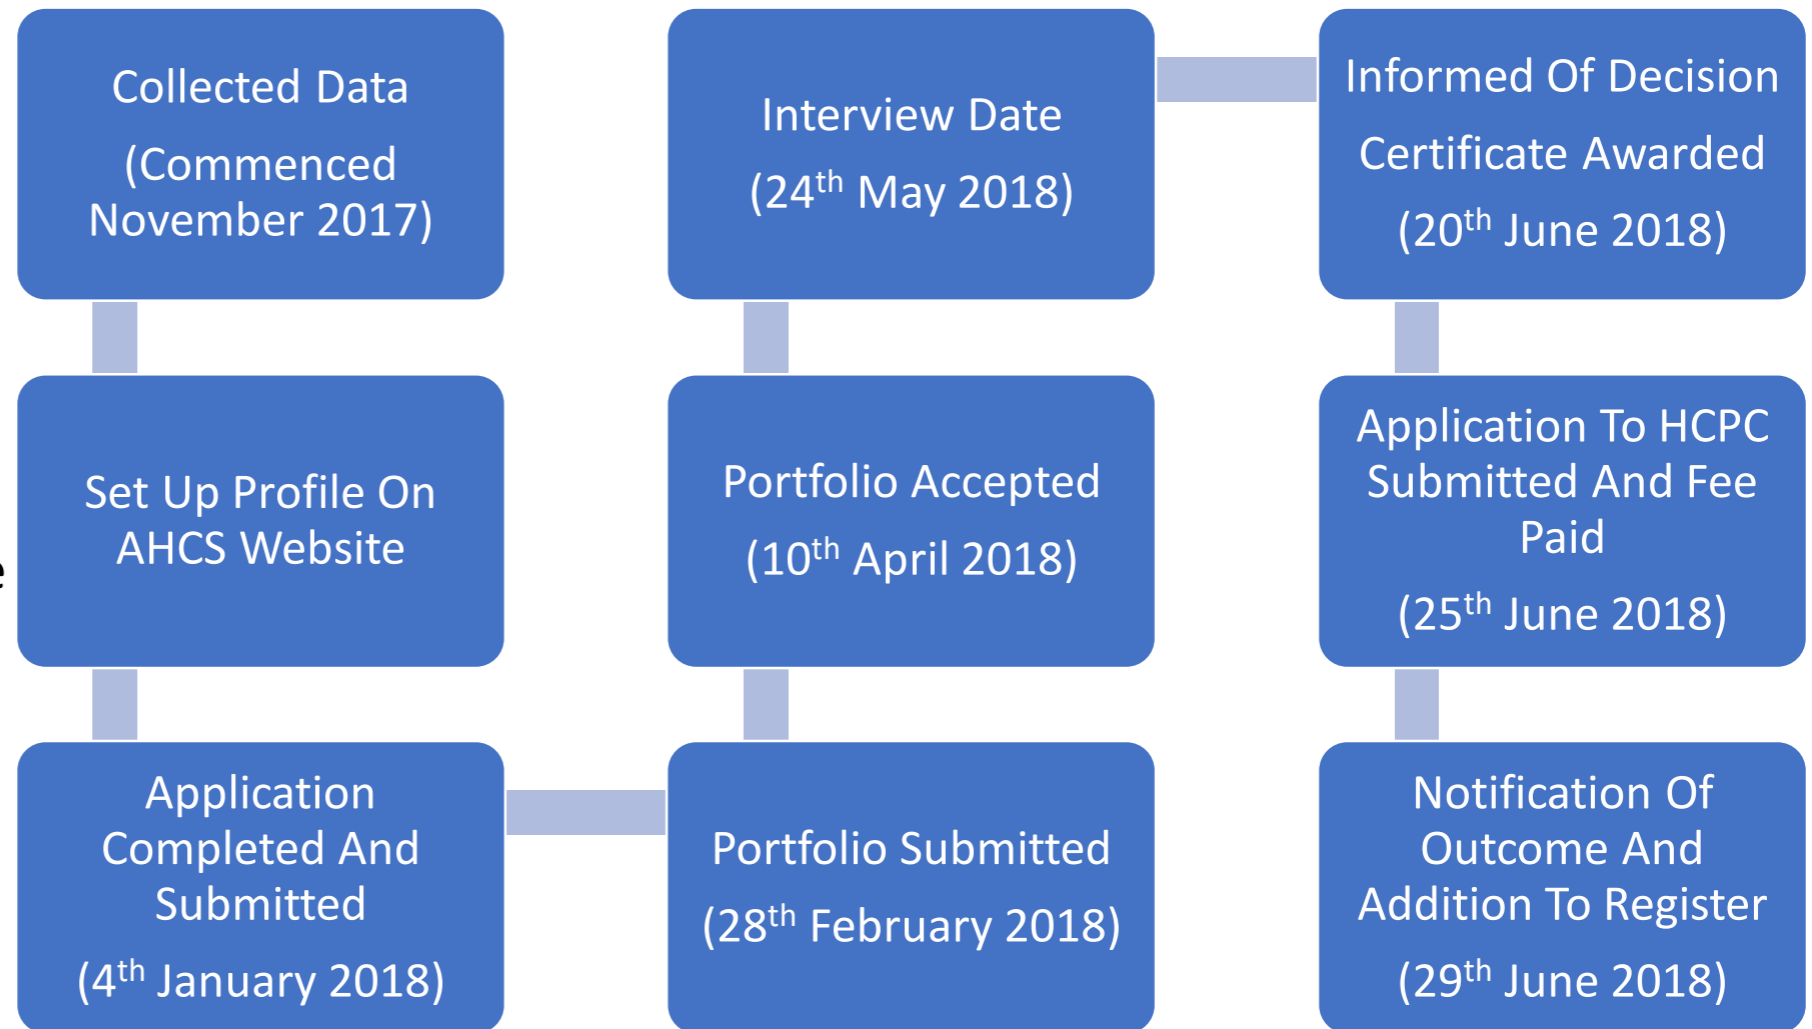 Collected Data
(Commenced
November 2017)
Set Up Profile On
AHCS Website
e
Application
Completed And
Submitted
(4th January 2018)
Portfolio Submitted
(28th February 2018)
Portfolio Accepted
(10th April 2018)
Interview Date
(24th May 2018)
Informed Of Decision
Certificate Awarded
(20th June 2018)
Application To HCPC
Submitted And Fee
Paid
(25th June 2018)
Notification Of
Outcome And
Addition To Register
(29th June 2018)